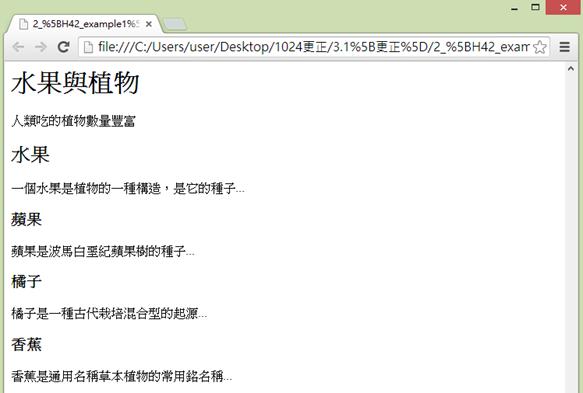 2_%5BH42_example1%5
file:///C:/Users/user/Desktop/1024更正/3.1%5B更正%5D/2_%5BH42_exam
水果與植物
人類吃的植物數量豐富
水果
一個水果是植物的一種構造，是它的種子...
蘋果
蘋果是波馬白堊紀蘋果樹的種子...
橘子
橘子是一種古代栽培混合型的起源...
香蕉
香蕉是通用名稱草本植物的常用銘名稱...